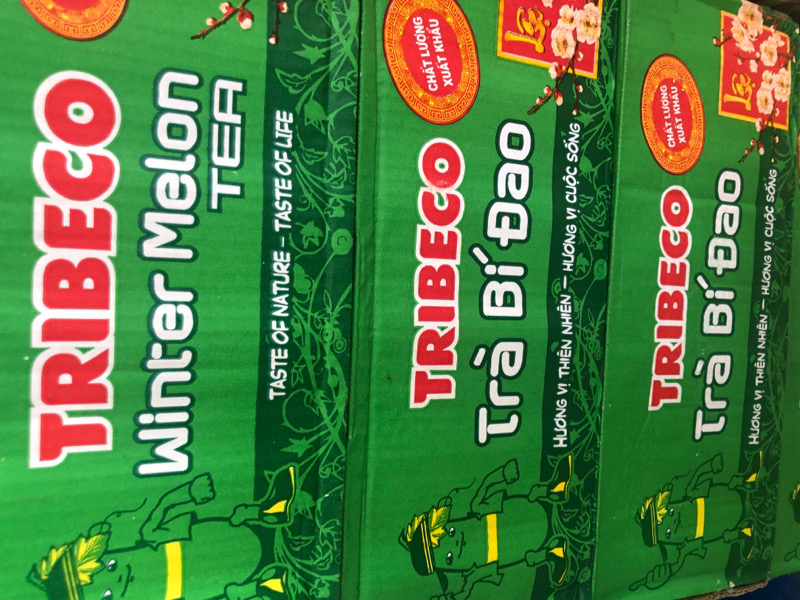 TRIBECO
Winter Melon
TEA
TASTE OF NATURE – TASTE OF LIFE
TRIBECO
CHẤT LƯỢNG
XUẤT KHẨU
Trà Bí Đao
Lộc
HƯƠNG VỊ THIÊN NHIÊN – HƯƠNG VỊ CUỘC SỐNG
TRIBECO
CHẤT LƯỢNG
XUẤT KHẨU
Trà Bí Đao
Lộc
HƯƠNG VỊ THIÊN NHIÊN – HƯƠNG VỊ CUỘC SỐNG